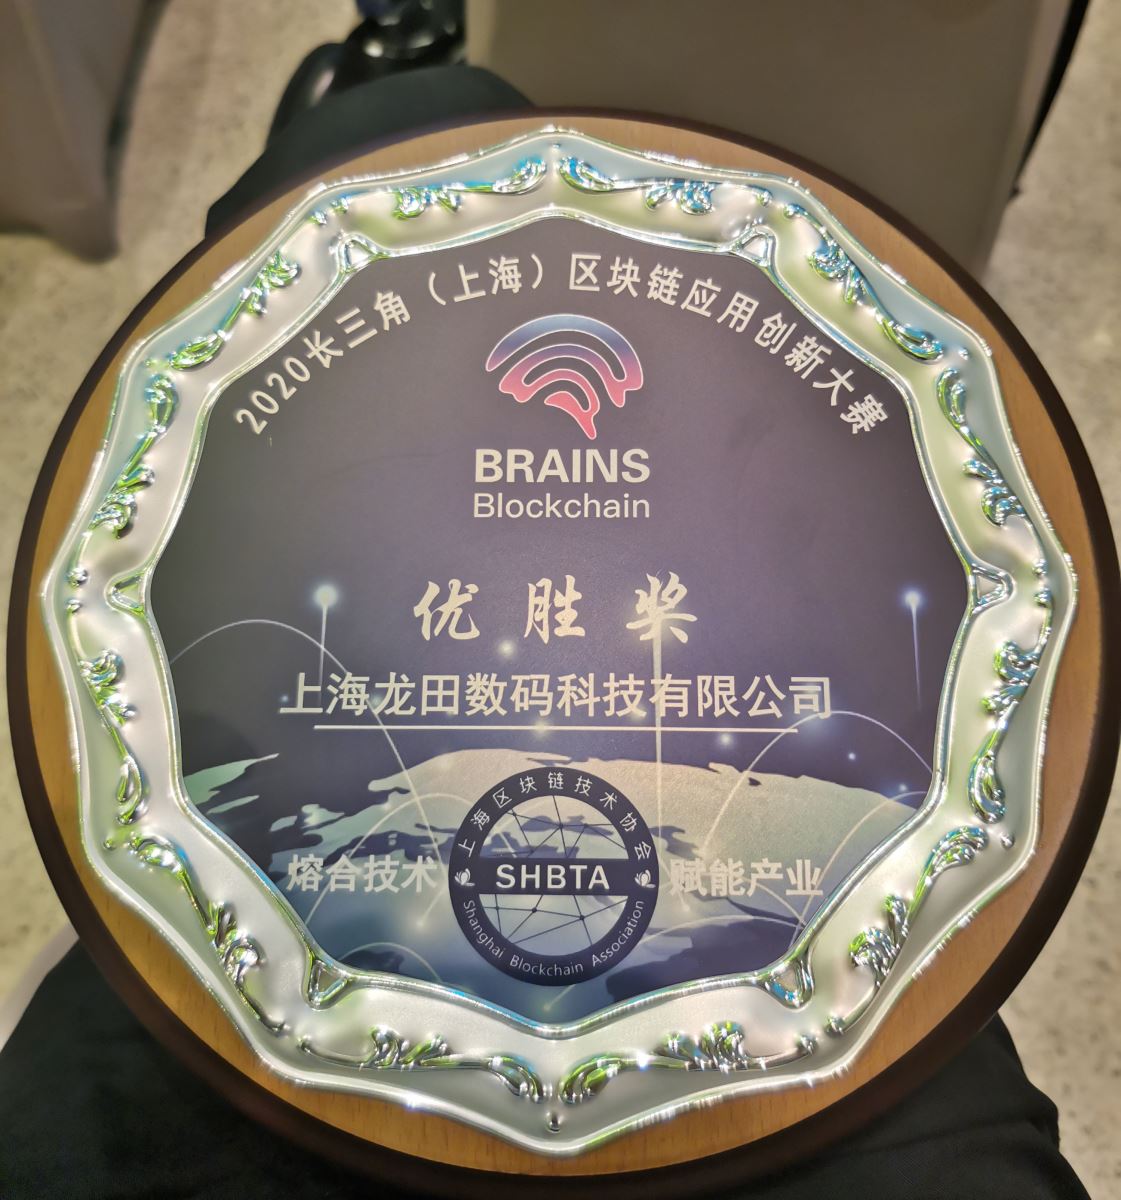 2020长三角（上海）区块链应用创新大赛
BRAINS
Blockchain
优胜奖
上海龙田数码科技有限公司
上海区块链技术协会
熔合技术 SHBTA 赋能产业
Shanghai Blockchain Association